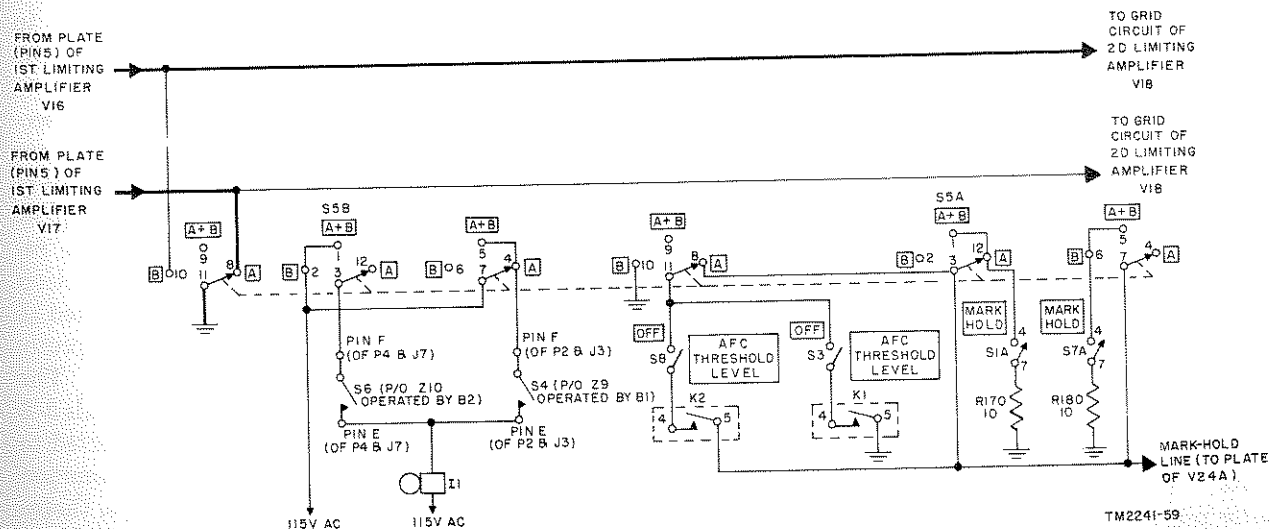 FROM PLATE
(PIN 5) OF
1ST LIMITING
AMPLIFIER
V16
TO GRID
CIRCUIT OF
2D LIMITING
AMPLIFIER
V18
FROM PLATE
(PIN 5) OF
1ST LIMITING
AMPLIFIER
V17
TO GRID
CIRCUIT OF
2D LIMITING
AMPLIFIER
V18
S5B
S5A
A+B
9
B 10
11
8 A
A+B
B 2
3
12 A
A+B
5
B 6
7
4 A
A+B
9
B 10
11
8 A
A+B
B 2
3
12 A
A+B
5
B 6
7
4 A
PIN F
(OF P4 & J7)
S6 (P/O Z10
OPERATED BY B2)
PIN E
(OF P4 & J7)
PIN F
(OF P2 & J3)
S4 (P/O Z9
OPERATED BY B1)
PIN E
(OF P2 & J3)
I1
115V AC
115V AC
OFF
S8
AFC
THRESHOLD
LEVEL
K2
4
5
OFF
S3
AFC
THRESHOLD
LEVEL
K1
4
5
MARK
HOLD
4
S1A
7
R170
10
MARK
HOLD
4
S7A
7
R180
10
MARK-HOLD
LINE (TO PLATE
OF V24A)
TM2241-59